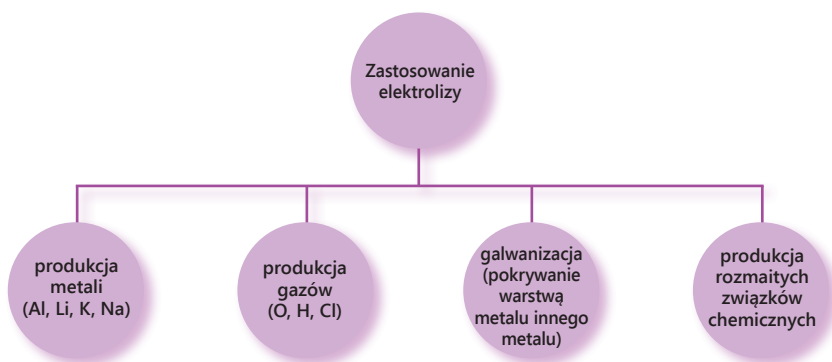 Zastosowanie
elektrolizy
produkcja
metali
(Al, Li, K, Na)
produkcja
gazów
(O, H, Cl)
galwanizacja
(pokrywanie
warstwą
metalu innego
metalu)
produkcja
rozmaitych
związków
chemicznych